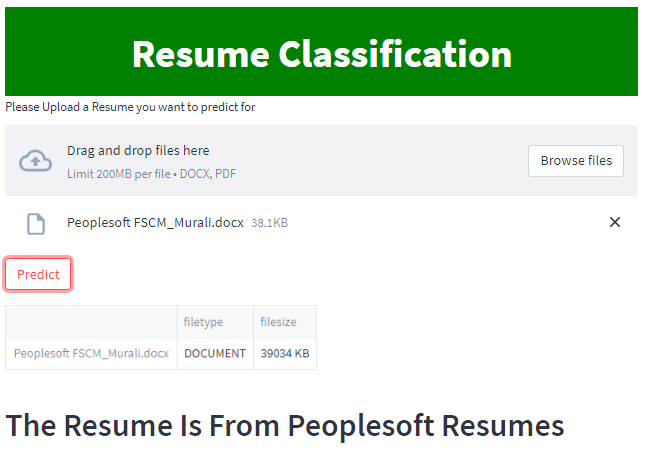 Resume Classification
Please Upload a Resume you want to predict for
Drag and drop files here
Limit 200MB per file • DOCX, PDF
Browse files
Peoplesoft FSCM_Murali.docx 38.1KB
Predict
filetype filesize
Peoplesoft FSCM_Murali.docx DOCUMENT 39034 KB
The Resume Is From Peoplesoft Resumes